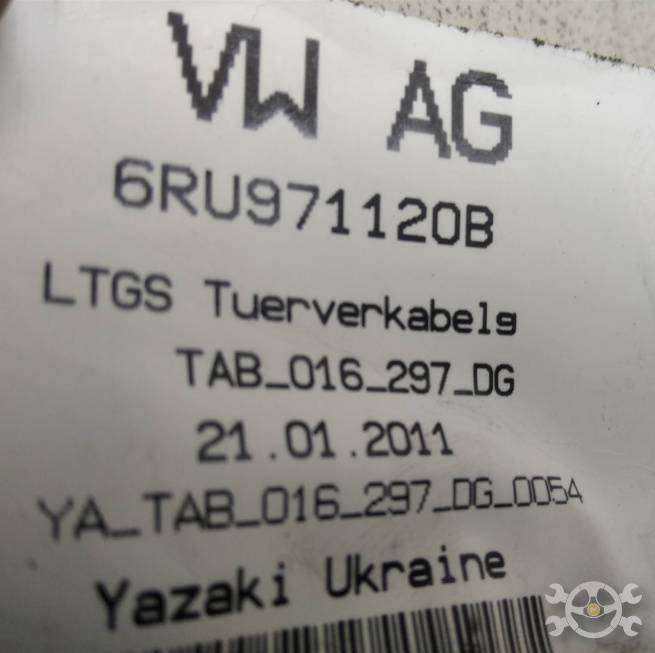 VW AG
6RU971120B
LTGS Tuerverkabelg
TAB_016_297_DG
21.01.2011
YA_TAB_016_297_DG_0054
Yazaki Ukraine